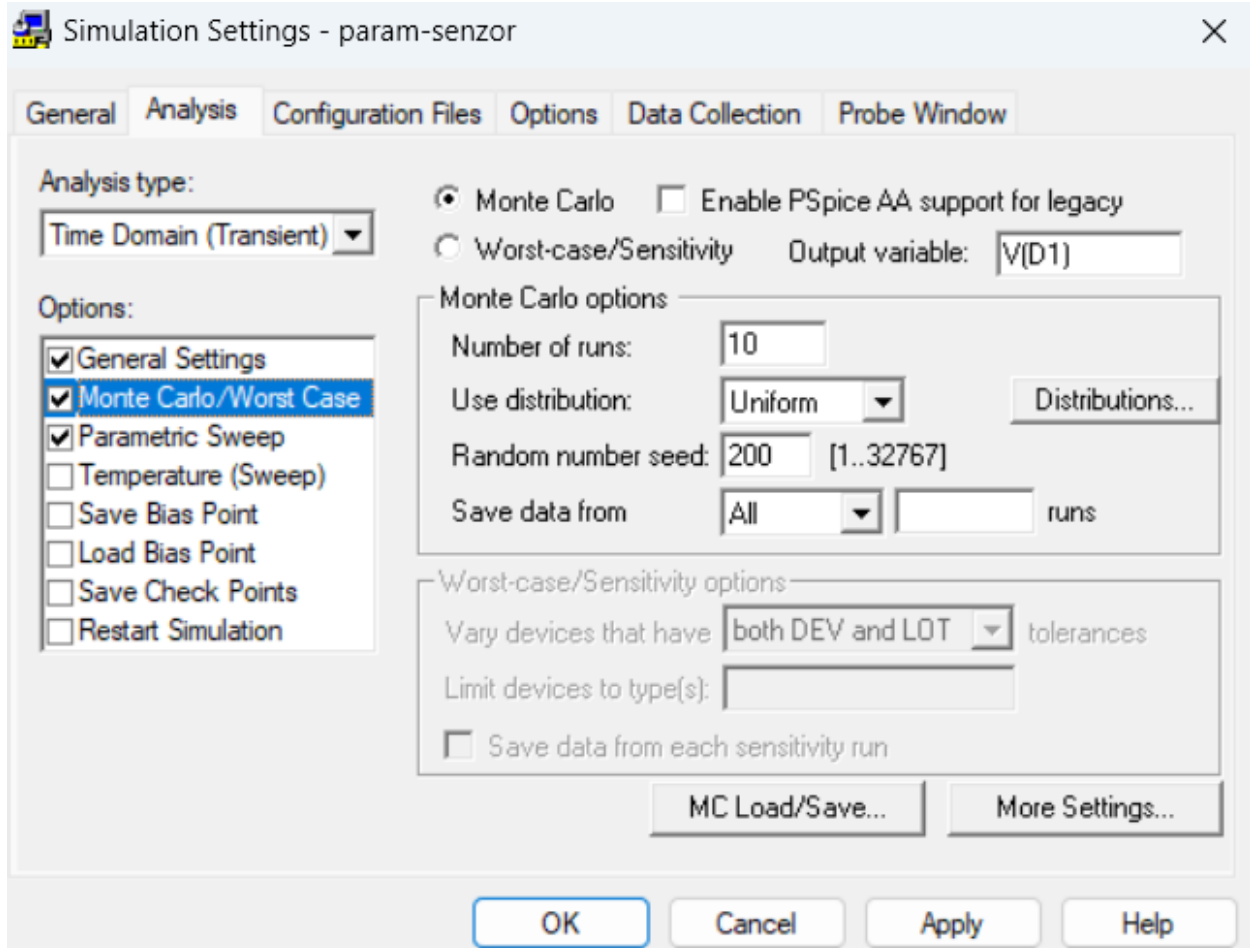 Simulation Settings - param-senzor
General Analysis Configuration Files Options Data Collection Probe Window
Analysis type:
Time Domain (Transient)
Options:
General Settings
Monte Carlo/Worst Case
Parametric Sweep
Temperature (Sweep)
Save Bias Point
Load Bias Point
Save Check Points
Restart Simulation
Monte Carlo Enable PSpice AA support for legacy
Worst-case/Sensitivity Output variable: V(D1)
Monte Carlo options
Number of runs: 10
Use distribution: Uniform Distributions...
Random number seed: 200 [1..32767]
Save data from All runs
Worst-case/Sensitivity options
Vary devices that have both DEV and LOT tolerances
Limit devices to type(s):
Save data from each sensitivity run
MC Load/Save... More Settings...
OK Cancel Apply Help